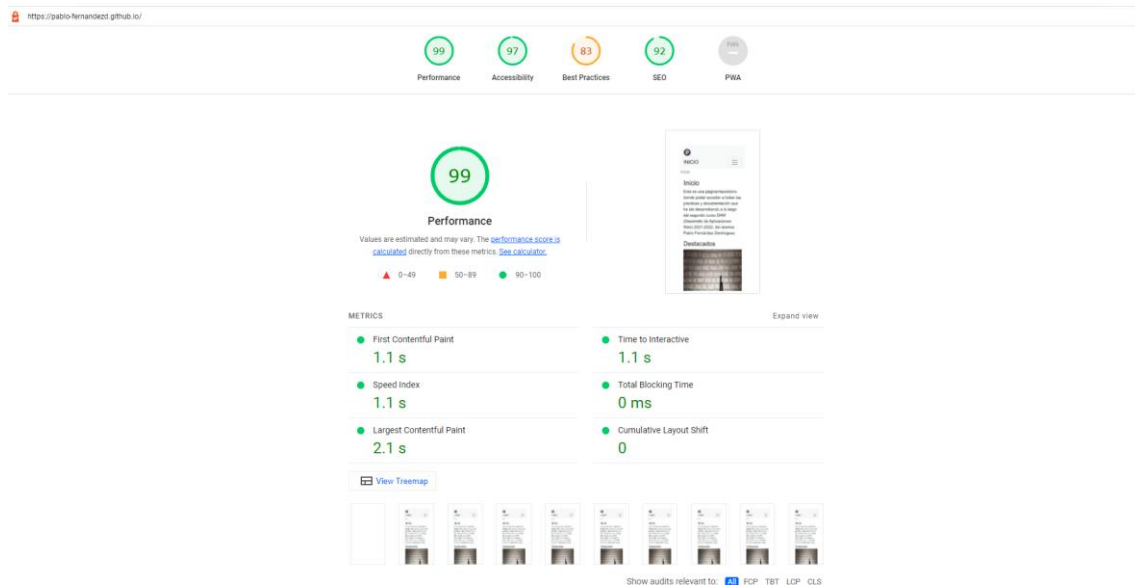 https://pablo-fernandezd.github.io/
99
97
83
92
PWA
Performance
Accessibility
Best Practices
SEO
PWA
99
Performance
Values are estimated and may vary. The performance score is
calculated directly from these metrics. See calculator.
0–49
50–89
90–100
INICIO
Inicio
Destacados
METRICS
Expand view
First Contentful Paint
1.1 s
Time to Interactive
1.1 s
Speed Index
1.1 s
Total Blocking Time
0 ms
Largest Contentful Paint
2.1 s
Cumulative Layout Shift
0
View Treemap
Show audits relevant to: All FCP TBT LCP CLS